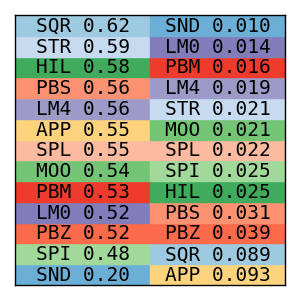 SQR 0.62 SND 0.010
STR 0.59 LM0 0.014
HIL 0.58 PBM 0.016
PBS 0.56 LM4 0.019
LM4 0.56 STR 0.021
APP 0.55 MOO 0.021
SPL 0.55 SPL 0.022
MOO 0.54 SPI 0.025
PBM 0.53 HIL 0.025
LM0 0.52 PBS 0.031
PBZ 0.52 PBZ 0.039
SPI 0.48 SQR 0.089
SND 0.20 APP 0.093